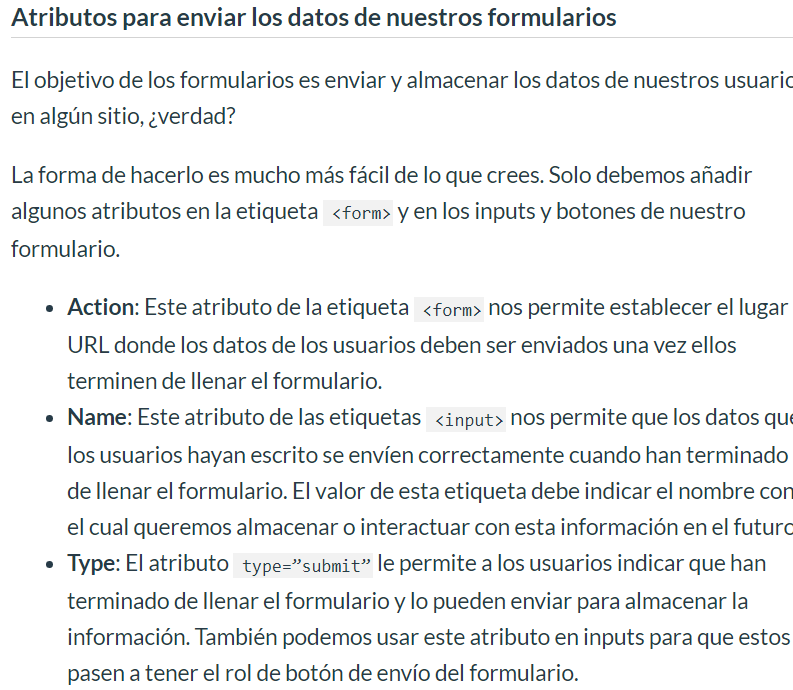 Atributos para enviar los datos de nuestros formularios
El objetivo de los formularios es enviar y almacenar los datos de nuestros usuario
en algún sitio, ¿verdad?
La forma de hacerlo es mucho más fácil de lo que crees. Solo debemos añadir
algunos atributos en la etiqueta <form> y en los inputs y botones de nuestro
formulario.
• Action: Este atributo de la etiqueta <form> nos permite establecer el lugar
URL donde los datos de los usuarios deben ser enviados una vez ellos
terminen de llenar el formulario.
• Name: Este atributo de las etiquetas <input> nos permite que los datos que
los usuarios hayan escrito se envíen correctamente cuando han terminado
de llenar el formulario. El valor de esta etiqueta debe indicar el nombre con
el cual queremos almacenar o interactuar con esta información en el futuro
• Type: El atributo type=”submit” le permite a los usuarios indicar que han
terminado de llenar el formulario y lo pueden enviar para almacenar la
información. También podemos usar este atributo en inputs para que estos
pasen a tener el rol de botón de envío del formulario.